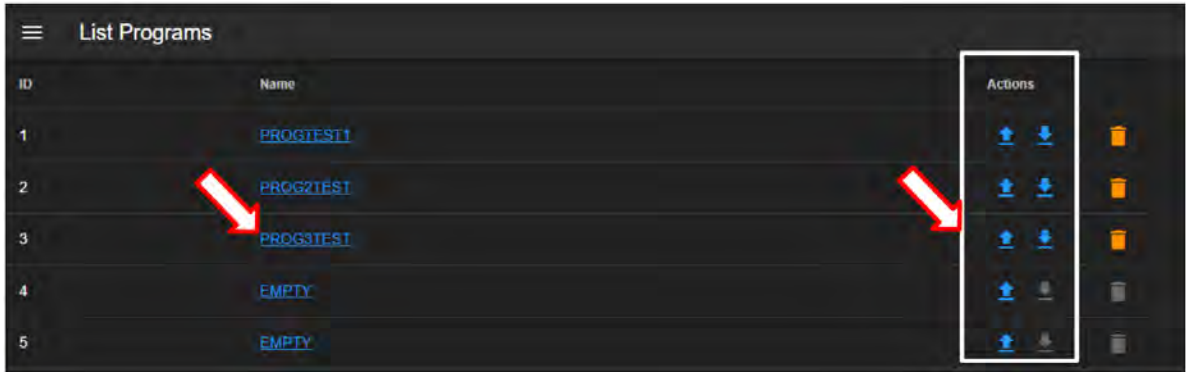 List Programs
ID Name Actions
1 PROGTEST1
2 PROG2TEST
3 PROG3TEST
4 EMPTY
5 EMPTY